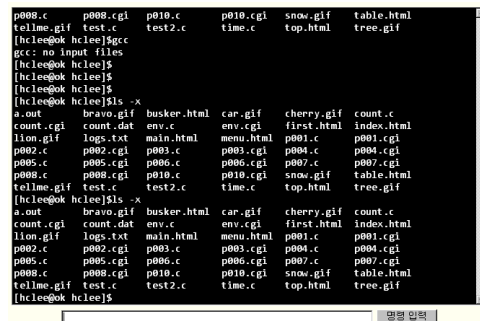 p008.c p008.cgi p010.c p010.cgi snow.gif table.html
tellme.gif test.c test2.c time.c top.html tree.gif
[hclee@ok hclee]$gcc
gcc: no input files
[hclee@ok hclee]$
[hclee@ok hclee]$
[hclee@ok hclee]$
[hclee@ok hclee]$ls -x
a.out bravo.gif busker.html car.gif cherry.gif count.c
count.cgi count.dat env.c env.cgi first.html index.html
lion.gif logs.txt main.html menu.html p001.c p001.cgi
p002.c p002.cgi p003.c p003.cgi p004.c p004.cgi
p005.c p005.cgi p006.c p006.cgi p007.c p007.cgi
p008.c p008.cgi p010.c p010.cgi snow.gif table.html
tellme.gif test.c test2.c time.c top.html tree.gif
[hclee@ok hclee]$ls -x
a.out bravo.gif busker.html car.gif cherry.gif count.c
count.cgi count.dat env.c env.cgi first.html index.html
lion.gif logs.txt main.html menu.html p001.c p001.cgi
p002.c p002.cgi p003.c p003.cgi p004.c p004.cgi
p005.c p005.cgi p006.c p006.cgi p007.c p007.cgi
p008.c p008.cgi p010.c p010.cgi snow.gif table.html
tellme.gif test.c test2.c time.c top.html tree.gif
[hclee@ok hclee]$
명령 입력